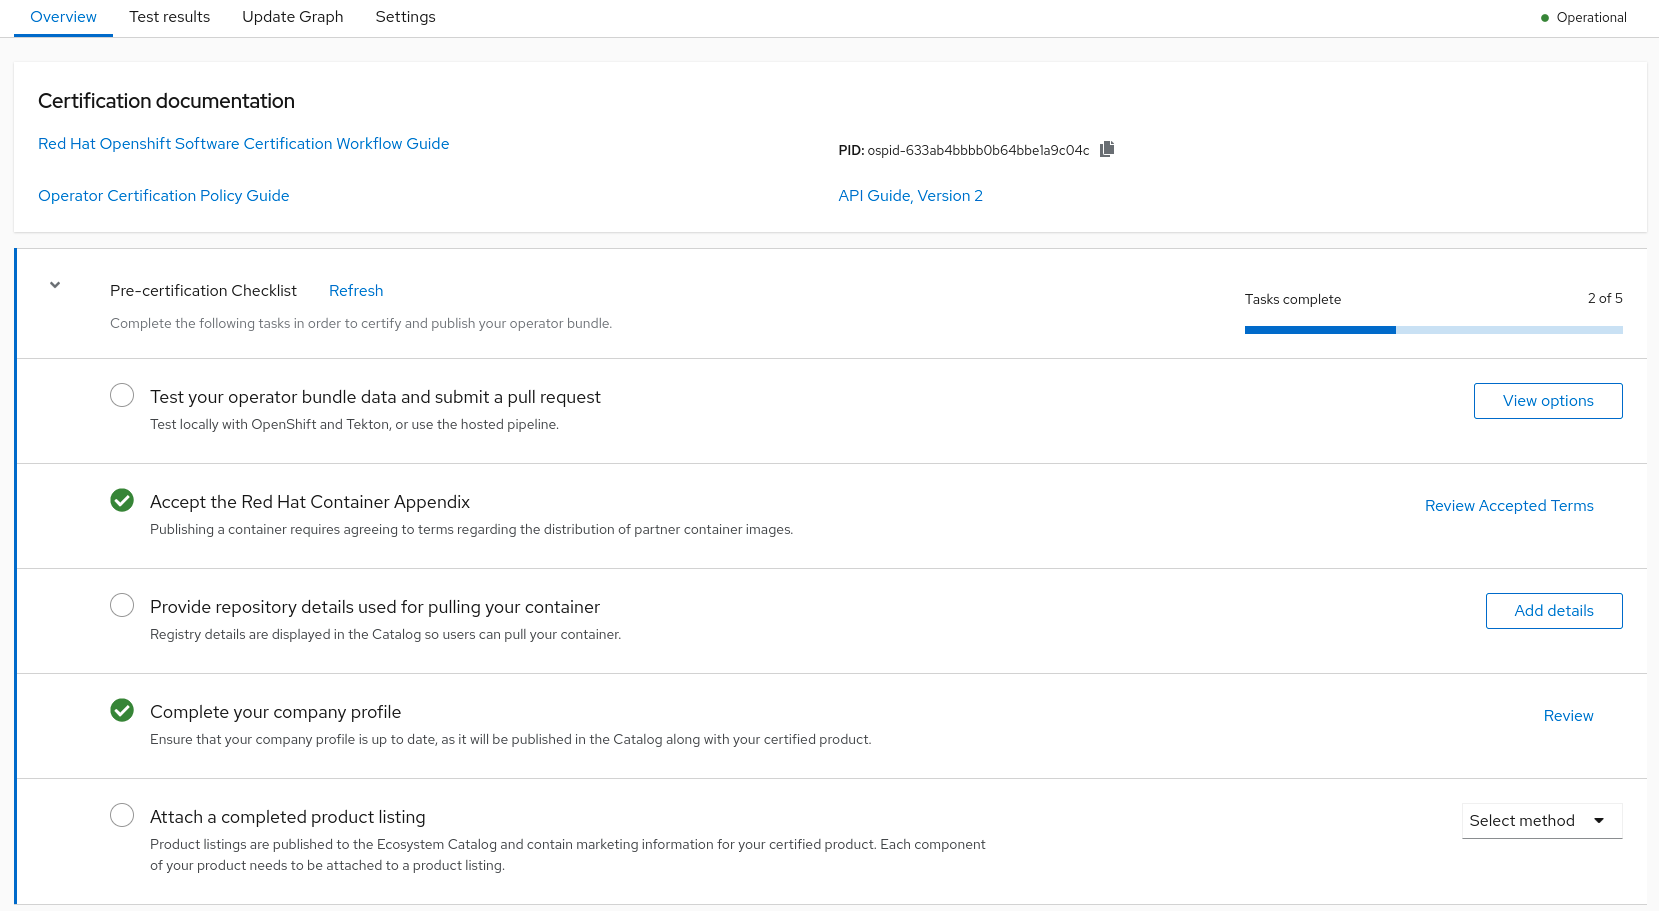 Overview Test results Update Graph Settings
Operational
Certification documentation
Red Hat Openshift Software Certification Workflow Guide
PID: ospid-633ab4bbbb0b64bbe1a9c04c
Operator Certification Policy Guide
API Guide, Version 2
Pre-certification Checklist Refresh
Complete the following tasks in order to certify and publish your operator bundle.
Tasks complete 2 of 5
Test your operator bundle data and submit a pull request
Test locally with OpenShift and Tekton, or use the hosted pipeline.
View options
Accept the Red Hat Container Appendix
Publishing a container requires agreeing to terms regarding the distribution of partner container images.
Review Accepted Terms
Provide repository details used for pulling your container
Registry details are displayed in the Catalog so users can pull your container.
Add details
Complete your company profile
Ensure that your company profile is up to date, as it will be published in the Catalog along with your certified product.
Review
Attach a completed product listing
Product listings are published to the Ecosystem Catalog and contain marketing information for your certified product. Each component
of your product needs to be attached to a product listing.
Select method